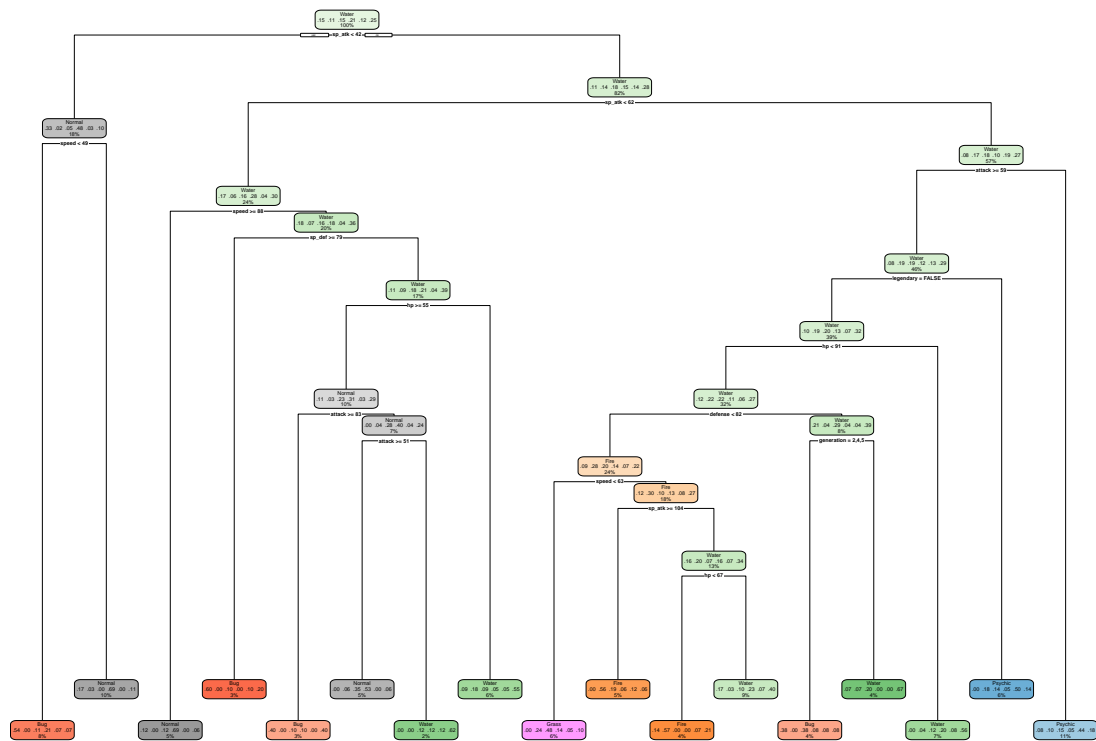 Water
.15 .11 .15 .21 .12 .25
100%
sp_atk < 42
Water
.11 .14 .18 .15 .14 .28
82%
sp_atk < 62
Normal
.33 .02 .05 .48 .03 .10
18%
speed < 49
Water
.08 .17 .18 .10 .19 .27
57%
attack >= 59
Water
.17 .06 .16 .28 .04 .30
24%
speed >= 88
Water
.18 .07 .16 .18 .04 .36
20%
sp_def >= 79
Water
.08 .19 .19 .12 .13 .29
46%
legendary = FALSE
Water
.11 .09 .18 .21 .04 .39
17%
hp >= 55
Water
.10 .19 .20 .13 .07 .32
39%
hp < 91
Normal
.11 .03 .23 .31 .03 .29
10%
attack >= 83
Water
.12 .22 .22 .11 .06 .27
32%
defense < 82
Normal
.00 .04 .28 .40 .04 .24
7%
attack >= 51
Water
.21 .04 .29 .04 .04 .39
8%
generation = 2,4,5
Fire
.09 .28 .20 .14 .07 .22
24%
speed < 63
Fire
.12 .30 .10 .13 .08 .27
18%
sp_atk >= 104
Water
.16 .20 .07 .16 .07 .34
13%
hp < 67
Normal
.17 .03 .00 .69 .00 .11
10%
Bug
.60 .00 .10 .00 .10 .20
3%
Normal
.00 .06 .35 .53 .00 .06
5%
Water
.09 .18 .09 .05 .05 .55
6%
Fire
.00 .56 .19 .06 .12 .06
5%
Water
.17 .03 .10 .23 .07 .40
9%
Water
.07 .07 .20 .00 .00 .67
4%
Psychic
.00 .18 .14 .05 .50 .14
6%
Bug
.54 .00 .11 .21 .07 .07
8%
Normal
.12 .00 .12 .69 .00 .06
5%
Bug
.40 .00 .10 .10 .00 .40
3%
Water
.00 .00 .12 .12 .12 .62
2%
Grass
.00 .24 .48 .14 .05 .10
6%
Fire
.14 .57 .00 .00 .07 .21
4%
Bug
.38 .00 .38 .08 .08 .08
4%
Water
.00 .04 .12 .20 .08 .56
7%
Psychic
.08 .10 .15 .05 .44 .18
11%